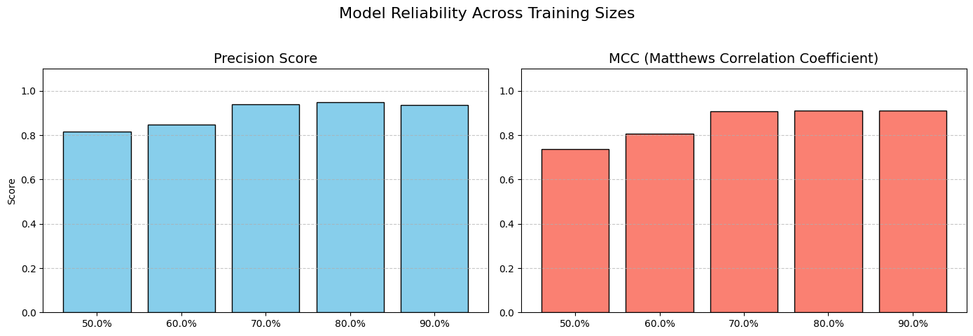 Model Reliability Across Training Sizes
Precision Score
Score
1.0
0.8
0.6
0.4
0.2
0.0
50.0% 60.0% 70.0% 80.0% 90.0%
MCC (Matthews Correlation Coefficient)
1.0
0.8
0.6
0.4
0.2
0.0
50.0% 60.0% 70.0% 80.0% 90.0%